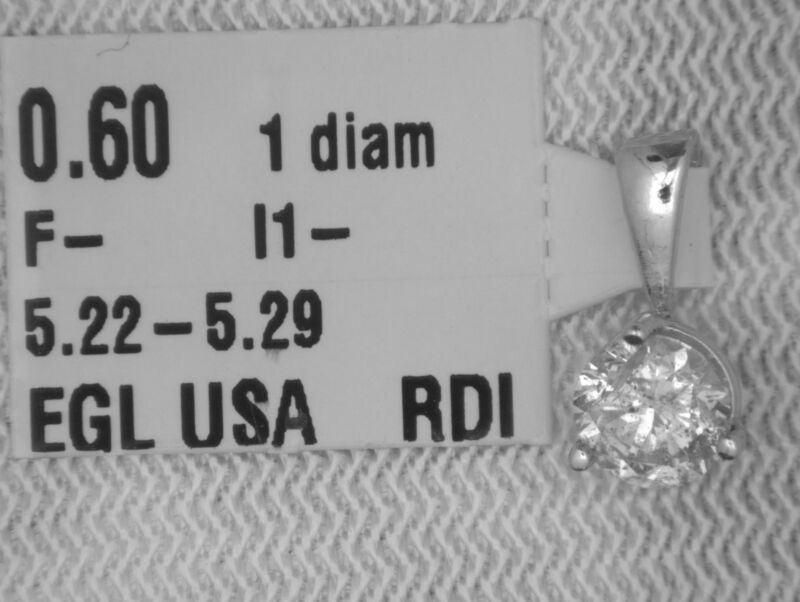 0.60 1 diam
F- I1-
5.22-5.29
EGL USA RDI